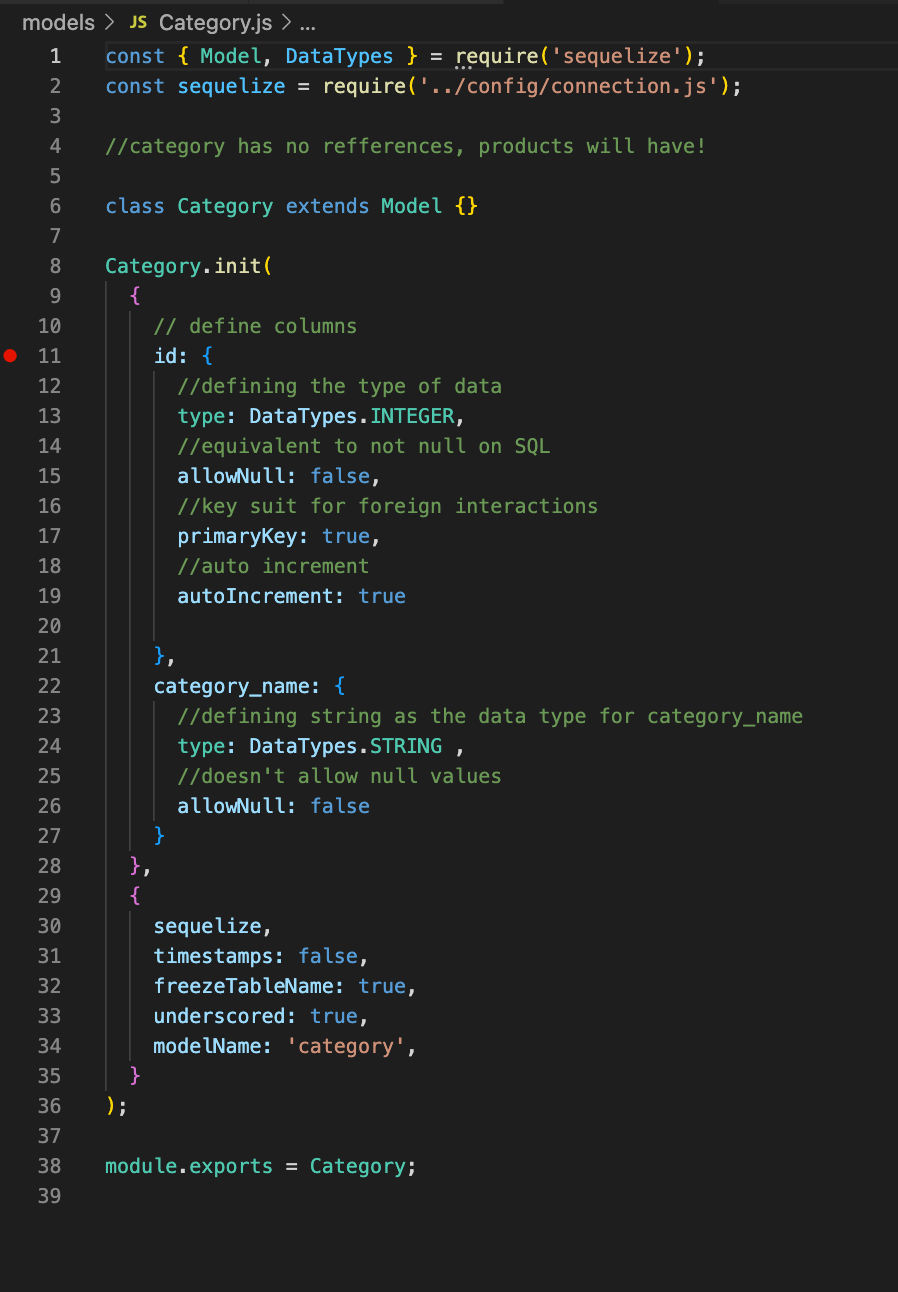 models > JS Category.js > ...
1 const { Model, DataTypes } = require('sequelize');
2 const sequelize = require('../config/connection.js');
3
4 //category has no refferences, products will have!
5
6 class Category extends Model {}
7
8 Category.init(
9 {
10 // define columns
11 id: {
12 //defining the type of data
13 type: DataTypes.INTEGER,
14 //equivalent to not null on SQL
15 allowNull: false,
16 //key suit for foreign interactions
17 primaryKey: true,
18 //auto increment
19 autoIncrement: true
20
21 },
22 category_name: {
23 //defining string as the data type for category_name
24 type: DataTypes.STRING ,
25 //doesn't allow null values
26 allowNull: false
27 }
28 },
29 {
30 sequelize,
31 timestamps: false,
32 freezeTableName: true,
33 underscored: true,
34 modelName: 'category',
35 }
36 );
37
38 module.exports = Category;
39